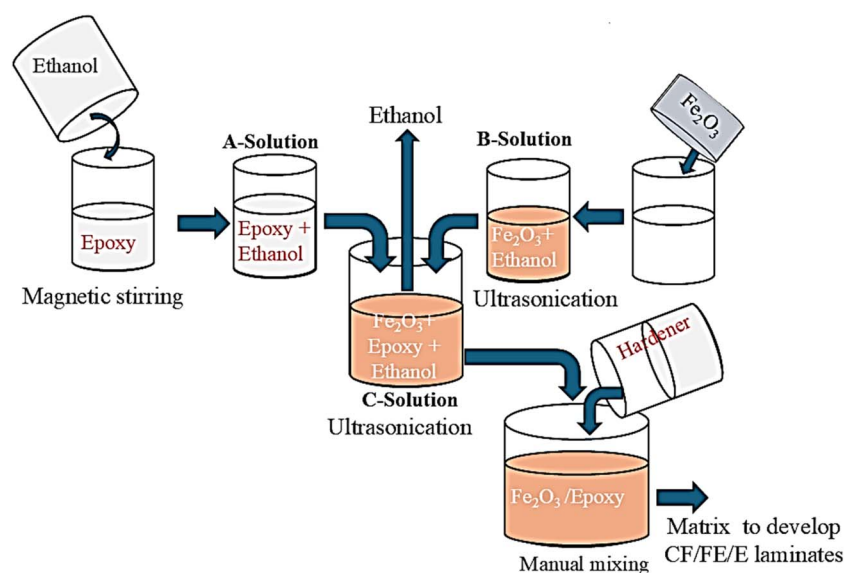 Ethanol
Epoxy
Magnetic stirring
A-Solution
Epoxy +
Ethanol
Ethanol
B-Solution
Fe₂O₃+
Ethanol
Ultrasonication
Fe₂O₃
Fe₂O₃+
Epoxy +
Ethanol
C-Solution
Ultrasonication
Hardener
Fe₂O₃ /Epoxy
Manual mixing
Matrix to develop
CF/FE/E laminates